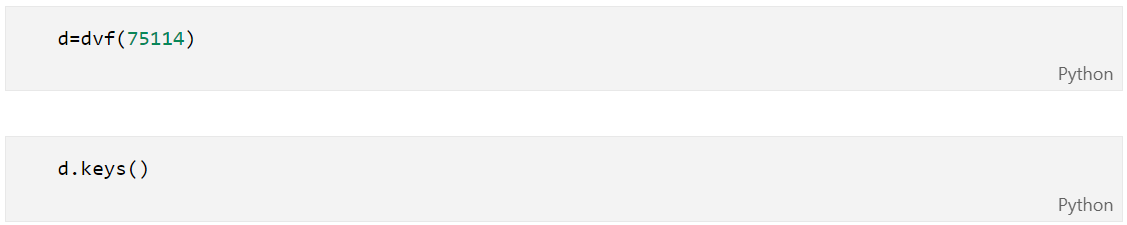 d=dvf(75114)
Python
d.keys()
Python